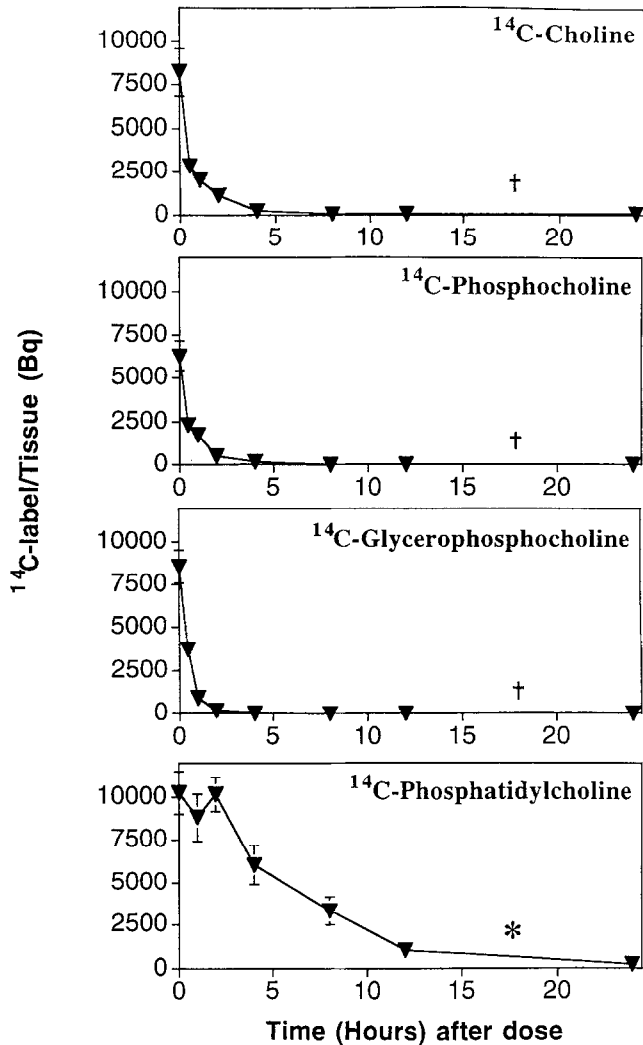 ¹⁴C-label/Tissue (Bq)
¹⁴C-Choline
10000
7500
5000
2500
0
†
0 5 10 15 20
¹⁴C-Phosphocholine
10000
7500
5000
2500
0
†
0 5 10 15 20
¹⁴C-Glycerophosphocholine
10000
7500
5000
2500
0
†
0 5 10 15 20
¹⁴C-Phosphatidylcholine
10000
7500
5000
2500
0
*
0 5 10 15 20
Time (Hours) after dose